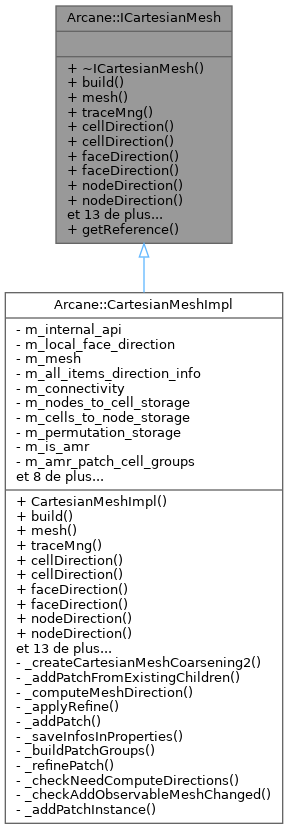 Arcane::ICartesianMesh
+ ~ICartesianMesh()
+ build()
+ mesh()
+ traceMng()
+ cellDirection()
+ cellDirection()
+ faceDirection()
+ faceDirection()
+ nodeDirection()
+ nodeDirection()
et 13 de plus...
+ getReference()
Arcane::CartesianMeshImpl
- m_internal_api
- m_local_face_direction
- m_mesh
- m_all_items_direction_info
- m_connectivity
- m_nodes_to_cell_storage
- m_cells_to_node_storage
- m_permutation_storage
- m_is_amr
- m_amr_patch_cell_groups
et 8 de plus...
+ CartesianMeshImpl()
+ build()
+ mesh()
+ traceMng()
+ cellDirection()
+ cellDirection()
+ faceDirection()
+ faceDirection()
+ nodeDirection()
+ nodeDirection()
et 13 de plus...
- _createCartesianMeshCoarsening2()
- _addPatchFromExistingChildren()
- _computeMeshDirection()
- _applyRefine()
- _addPatch()
- _saveInfosInProperties()
- _buildPatchGroups()
- _refinePatch()
- _checkNeedComputeDirections()
- _checkAddObservableMeshChanged()
- _addPatchInstance()